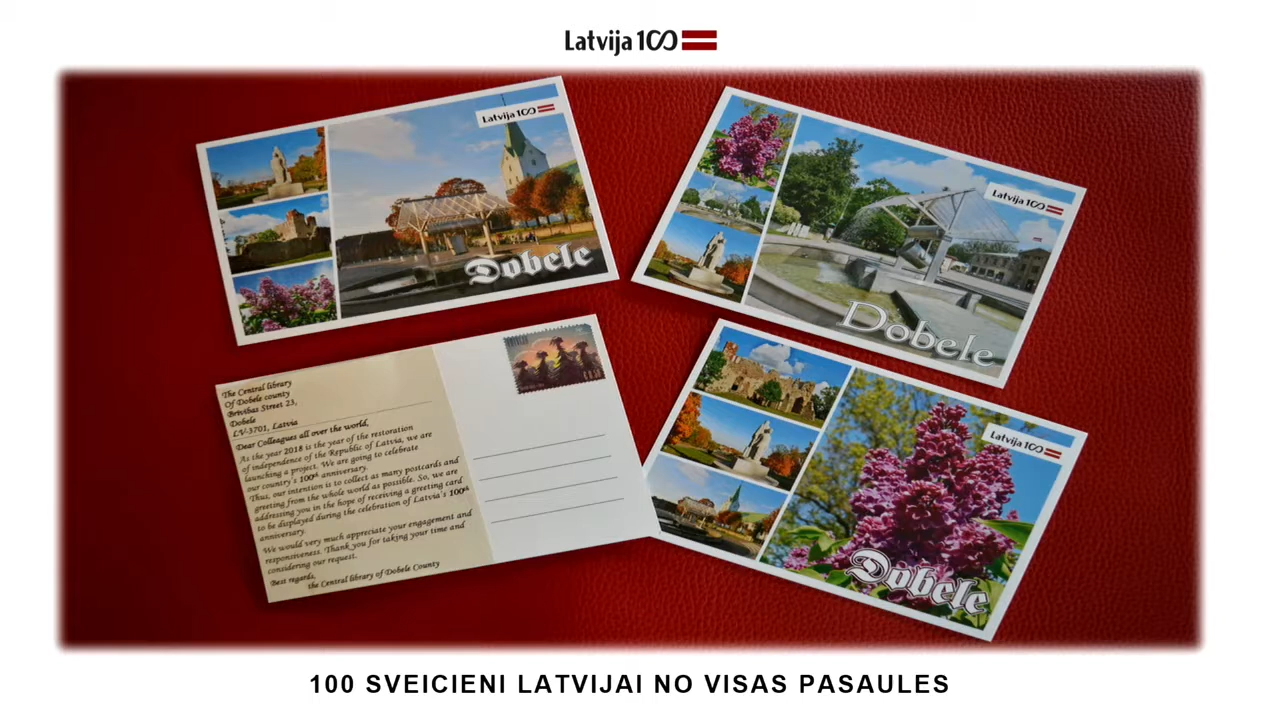 Latvija 100
Latvija 100
Dobele
Latvija 100
Dobele
The Central library
Of Dobele county
Brivibas Street 23,
Dobele
LV-3701, Latvia
Dear Colleagues all over the world,
As the year 2018 is the year of the restoration
of independence of the Republic of Latvia, we are
launching a project. We are going to celebrate
our country's 100th anniversary.
Thus, our intention is to collect as many postcards and
greeting from the whole world as possible. So, we are
addressing you in the hope of receiving a greeting card
to be displayed during the celebration of Latvia's 100th
anniversary.
We would very much appreciate your engagement and
responsiveness. Thank you for taking your time and
considering our request.
Best regards,
the Central library of Dobele County
Latvija 100
Dobele
100 SVEICIENI LATVIJAI NO VISAS PASAULES